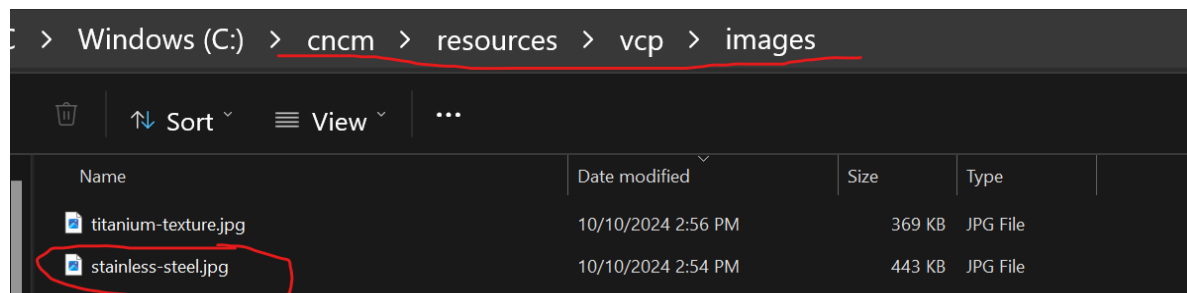 > Windows (C:) > cncm > resources > vcp > images
Sort View ...
Name Date modified Size Type
titanium-texture.jpg 10/10/2024 2:56 PM 369 KB JPG File
stainless-steel.jpg 10/10/2024 2:54 PM 443 KB JPG File